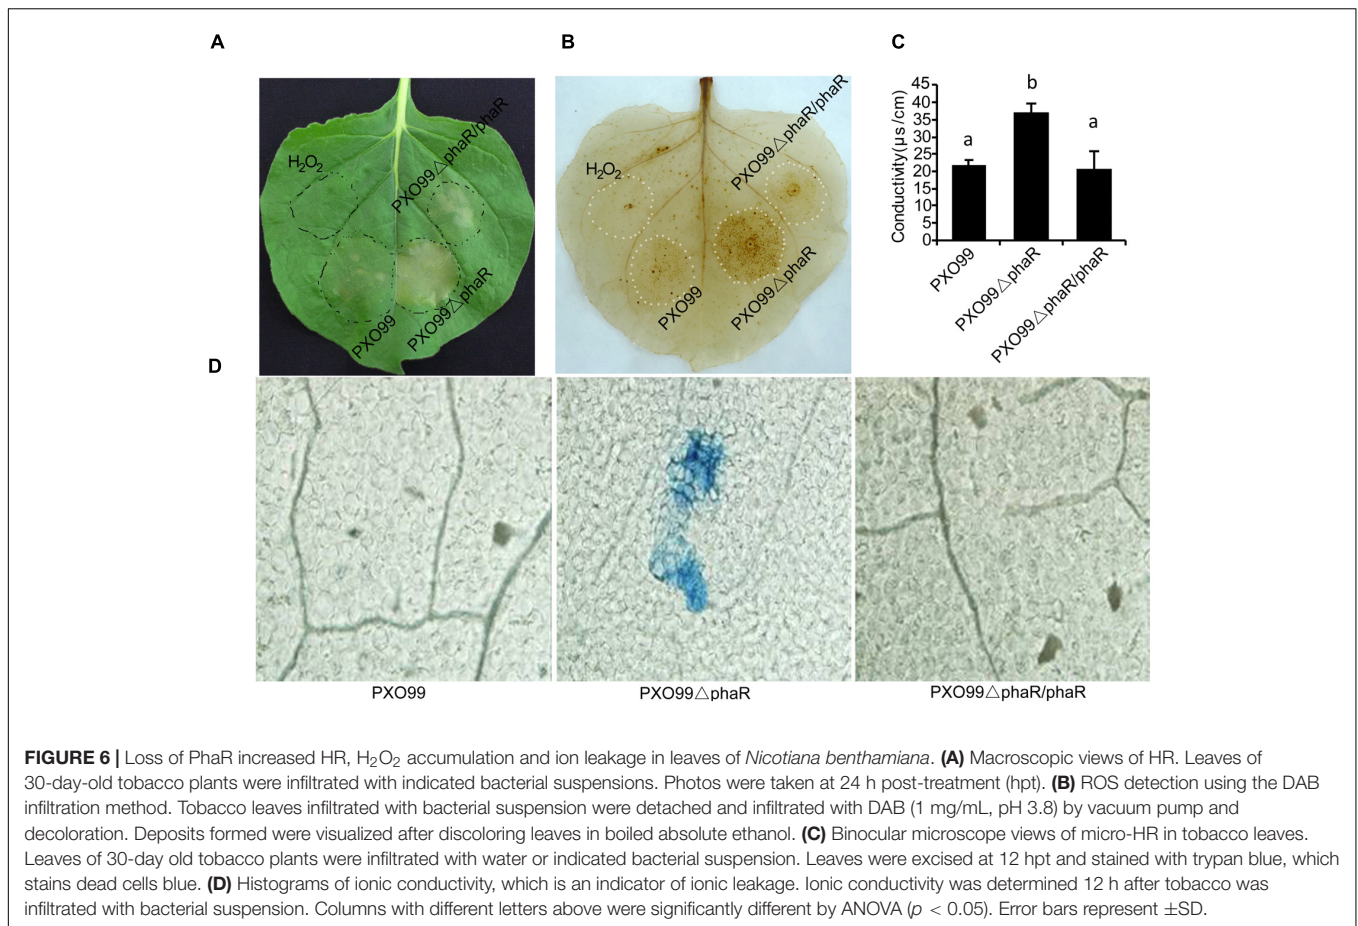 A
B
C
H₂O₂
PXO99△phaR/phaR
PXO99
PXO99△phaR
H₂O₂
PXO99△phaR/phaR
PXO99
PXO99△phaR
Conductivity(µs/cm)
45
40
35
30
25
20
15
10
5
0
a
b
a
PXO99
PXO99△phaR
PXO99△phaR/phaR
D
PXO99
PXO99△phaR
PXO99△phaR/phaR
FIGURE 6 | Loss of PhaR increased HR, H₂O₂ accumulation and ion leakage in leaves of Nicotiana benthamiana. (A) Macroscopic views of HR. Leaves of
30-day-old tobacco plants were infiltrated with indicated bacterial suspensions. Photos were taken at 24 h post-treatment (hpt). (B) ROS detection using the DAB
infiltration method. Tobacco leaves infiltrated with bacterial suspension were detached and infiltrated with DAB (1 mg/mL, pH 3.8) by vacuum pump and
decoloration. Deposits formed were visualized after discoloring leaves in boiled absolute ethanol. (C) Binocular microscope views of micro-HR in tobacco leaves.
Leaves of 30-day old tobacco plants were infiltrated with water or indicated bacterial suspension. Leaves were excised at 12 hpt and stained with trypan blue, which
stains dead cells blue. (D) Histograms of ionic conductivity, which is an indicator of ionic leakage. Ionic conductivity was determined 12 h after tobacco was
infiltrated with bacterial suspension. Columns with different letters above were significantly different by ANOVA (p < 0.05). Error bars represent ±SD.